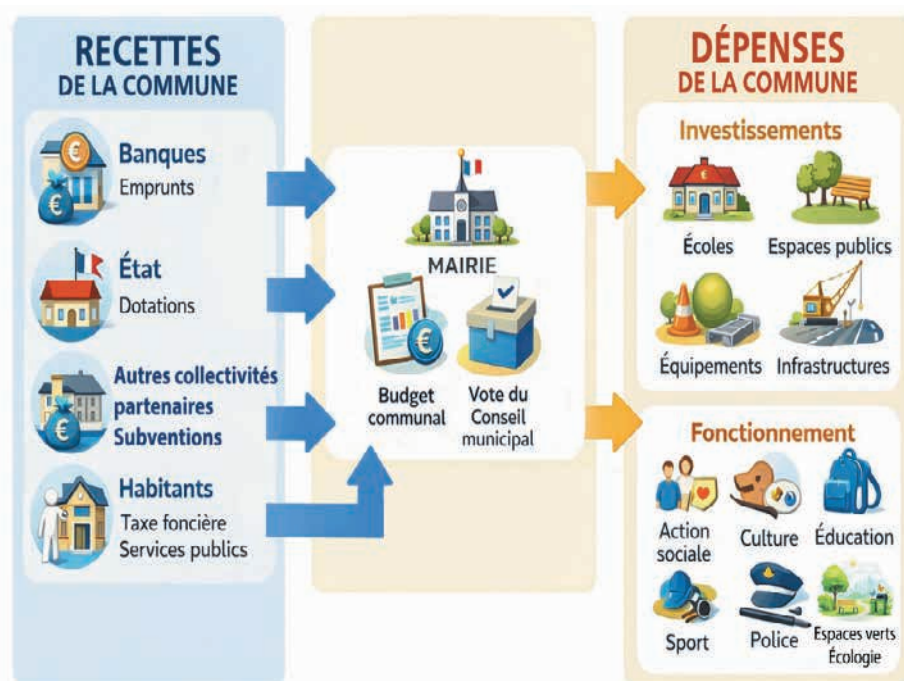 RECETTES
DE LA COMMUNE
Banques
Emprunts
État
Dotations
Autres collectivités
partenaires
Subventions
Habitants
Taxe foncière
Services publics
MAIRIE
Budget
communal
Vote du
Conseil
municipal
DÉPENSES
DE LA COMMUNE
Investissements
Écoles
Espaces publics
Équipements
Infrastructures
Fonctionnement
Action
sociale
Culture
Éducation
Sport
Police
Espaces verts
Écologie